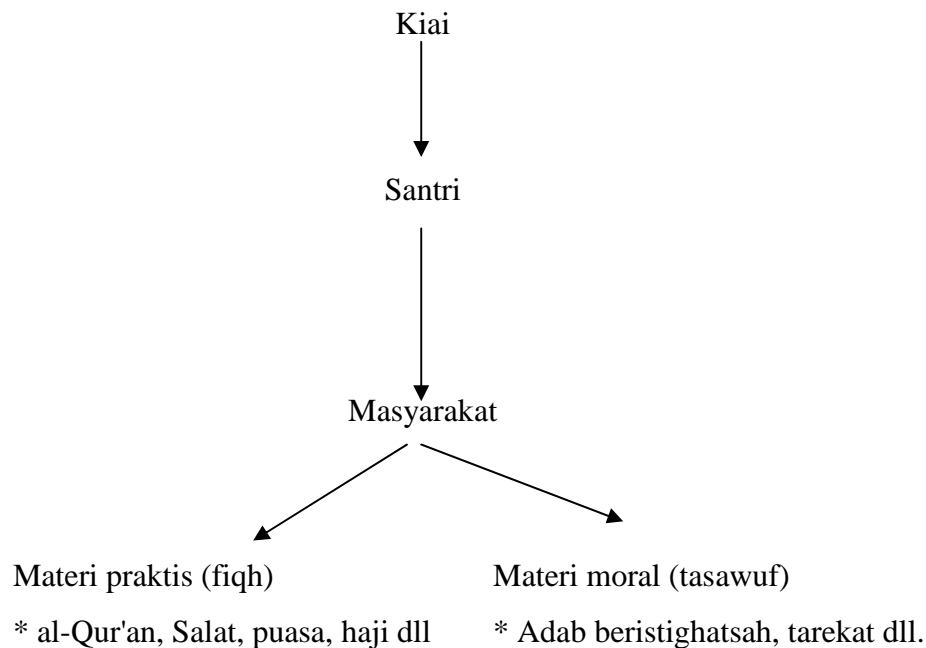 Kiai
Santri
Masyarakat
Materi praktis (fiqh)
Materi moral (tasawuf)
* al-Qur'an, Salat, puasa, haji dll
* Adab beristighatsah, tarekat dll.